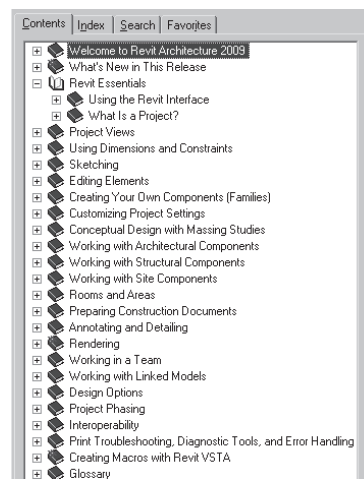 Contents Index Search Favorites
Welcome to Revit Architecture 2009
What's New in This Release
Revit Essentials
Using the Revit Interface
What Is a Project?
Project Views
Using Dimensions and Constraints
Sketching
Editing Elements
Creating Your Own Components (Families)
Customizing Project Settings
Conceptual Design with Massing Studies
Working with Architectural Components
Working with Structural Components
Working with Site Components
Rooms and Areas
Preparing Construction Documents
Annotating and Detailing
Rendering
Working in a Team
Working with Linked Models
Design Options
Project Phasing
Interoperability
Print Troubleshooting, Diagnostic Tools, and Error Handling
Creating Macros with Revit VSTA
Glossary